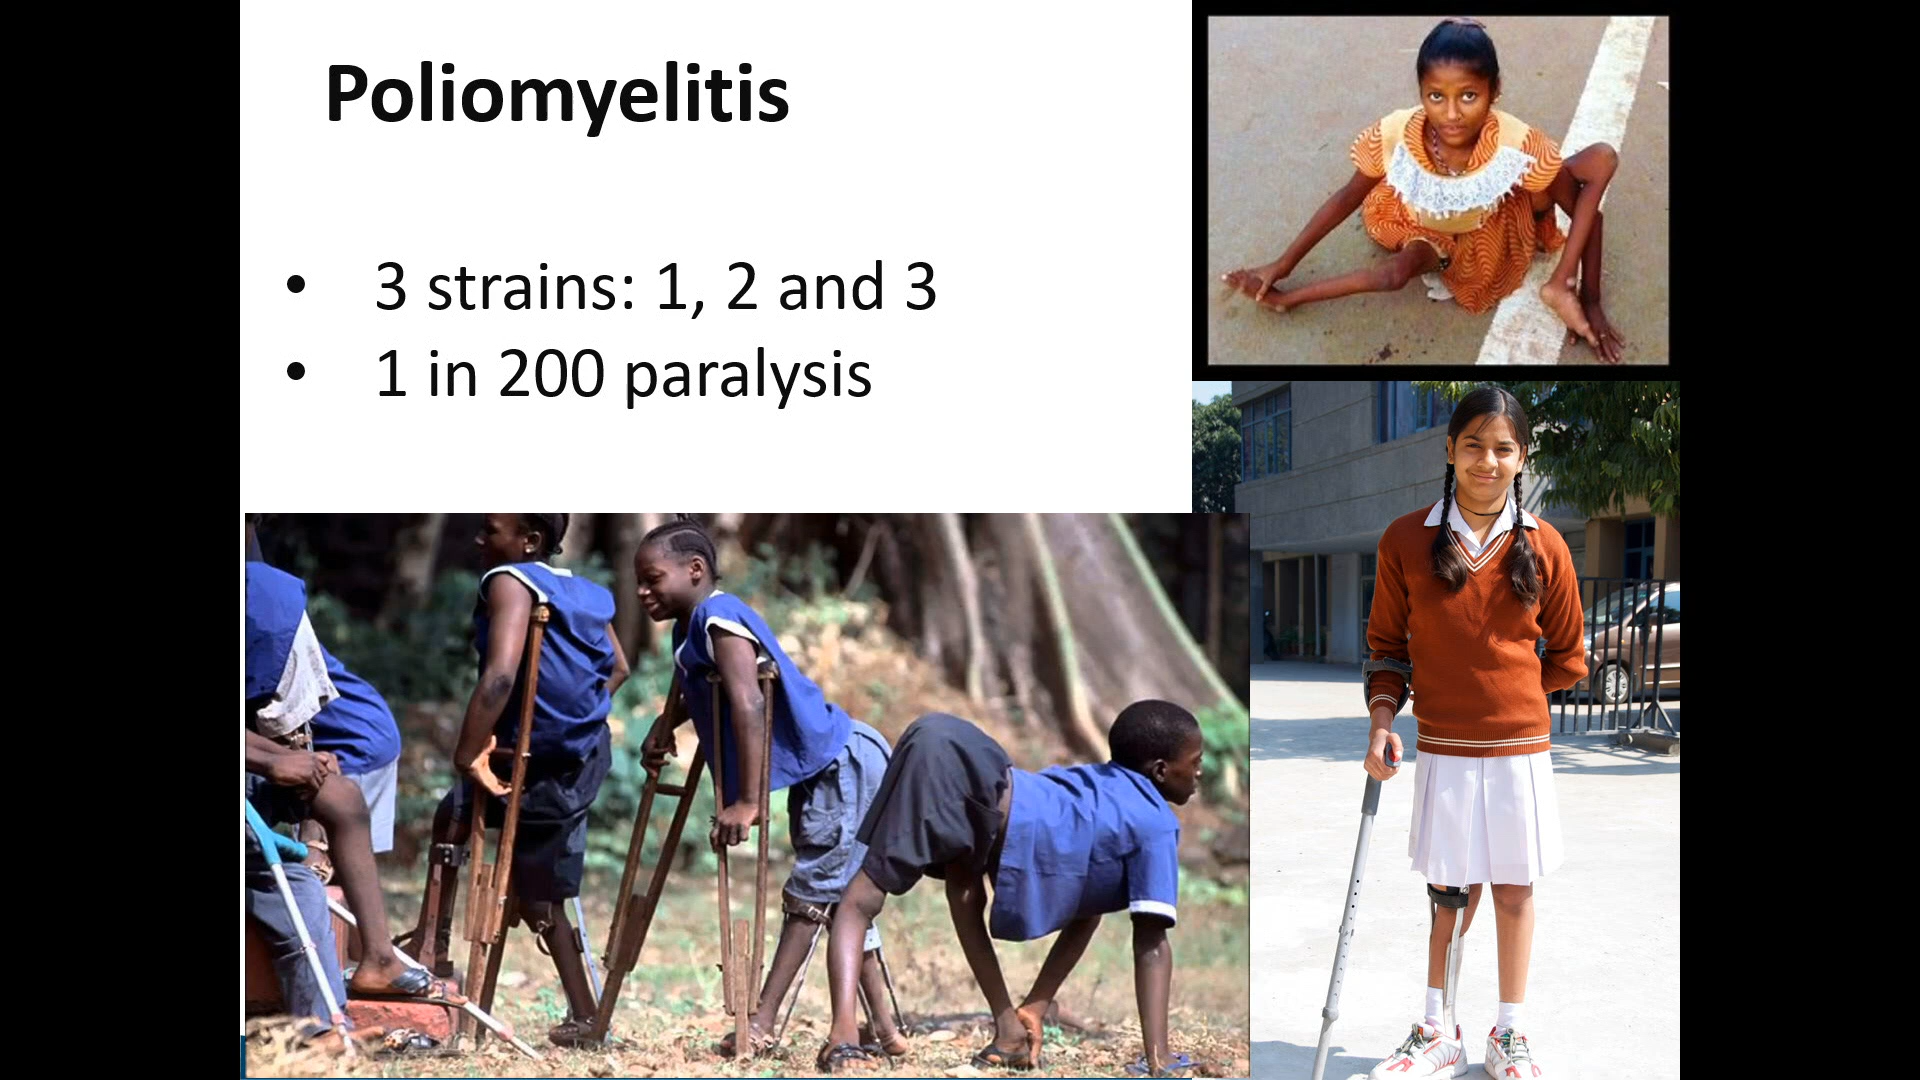 Poliomyelitis
• 3 strains: 1, 2 and 3
• 1 in 200 paralysis